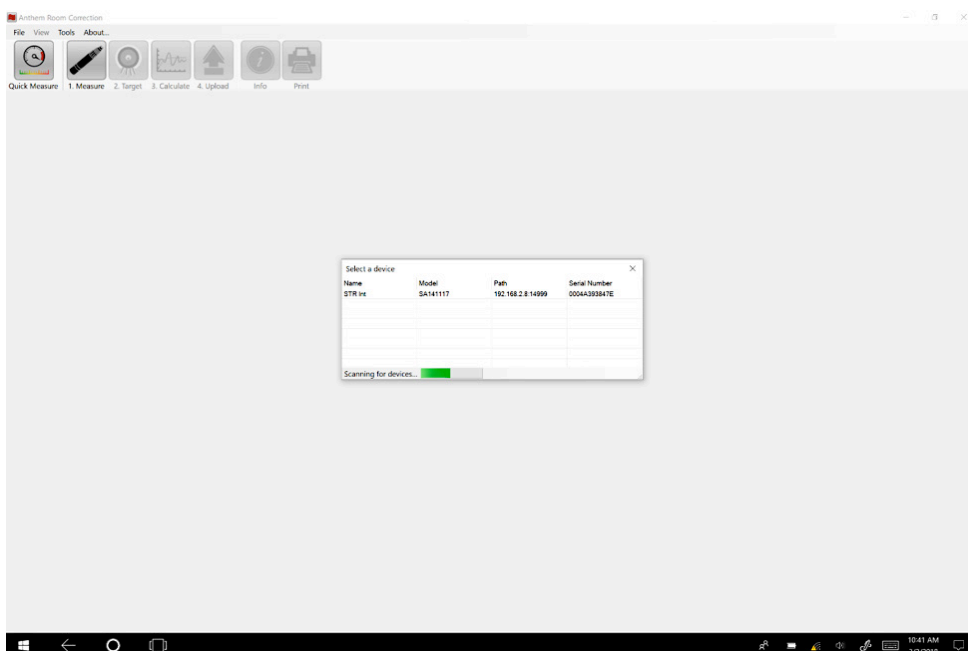 Anthem Room Correction
File View Tools About...
Quick Measure 1. Measure 2. Target 3. Calculate 4. Upload Info Print
Select a device
Name Model Path Serial Number
STR Int SA141117 192.168.2.8:14999 0004A393847E
Scanning for devices...
10:41 AM